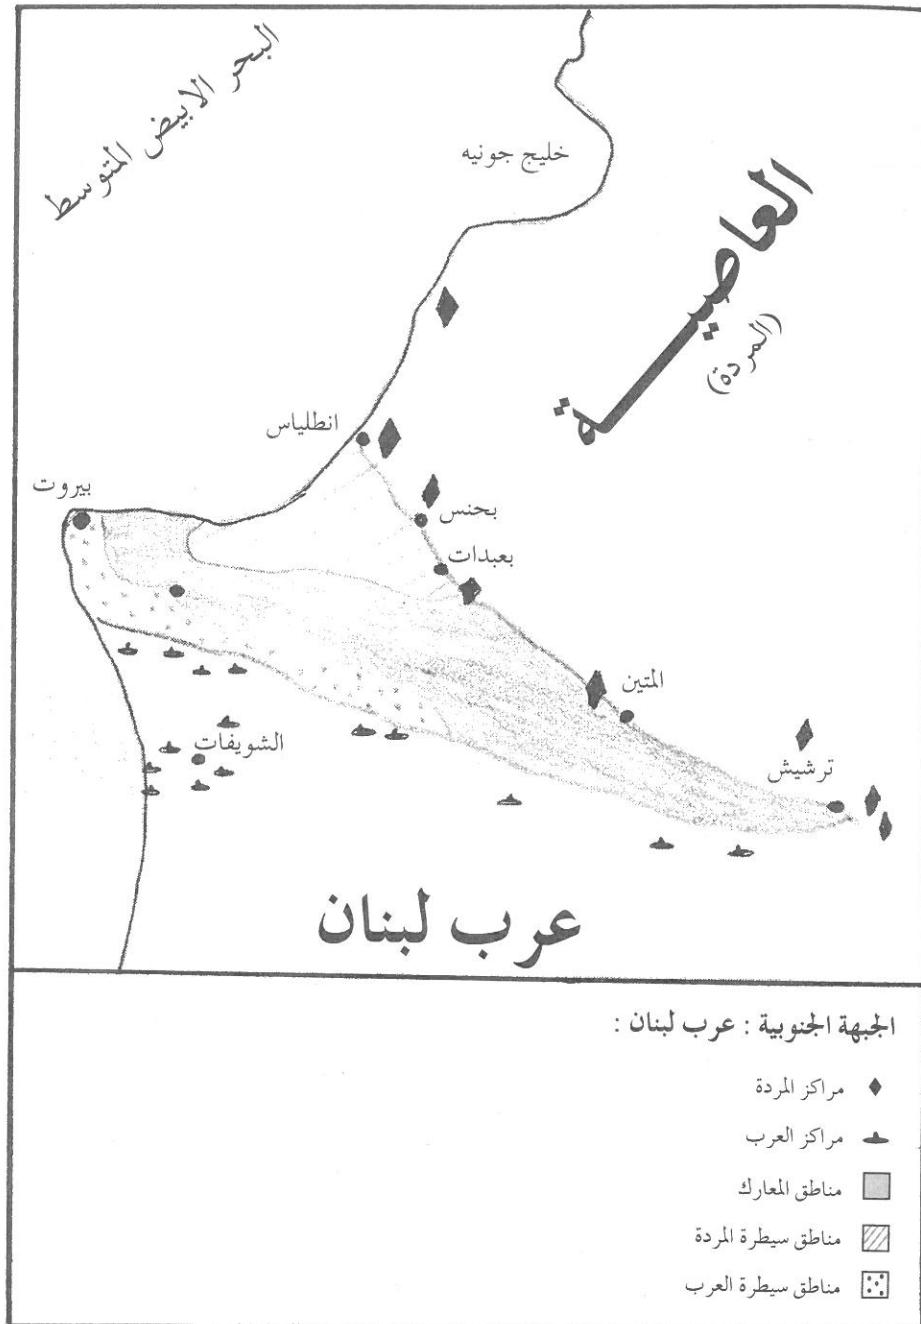 البحر الابيض المتوسط
خليج جونيه
العاصيـــة
(المردة)
انطلياس
بيروت
بحنس
بعبدات
المتين
ترشيش
الشويفات
عرب لبنان
الجبهة الجنوبية : عرب لبنان :
مراكز المردة
مراكز العرب
مناطق المعارك
مناطق سيطرة المردة
مناطق سيطرة العرب